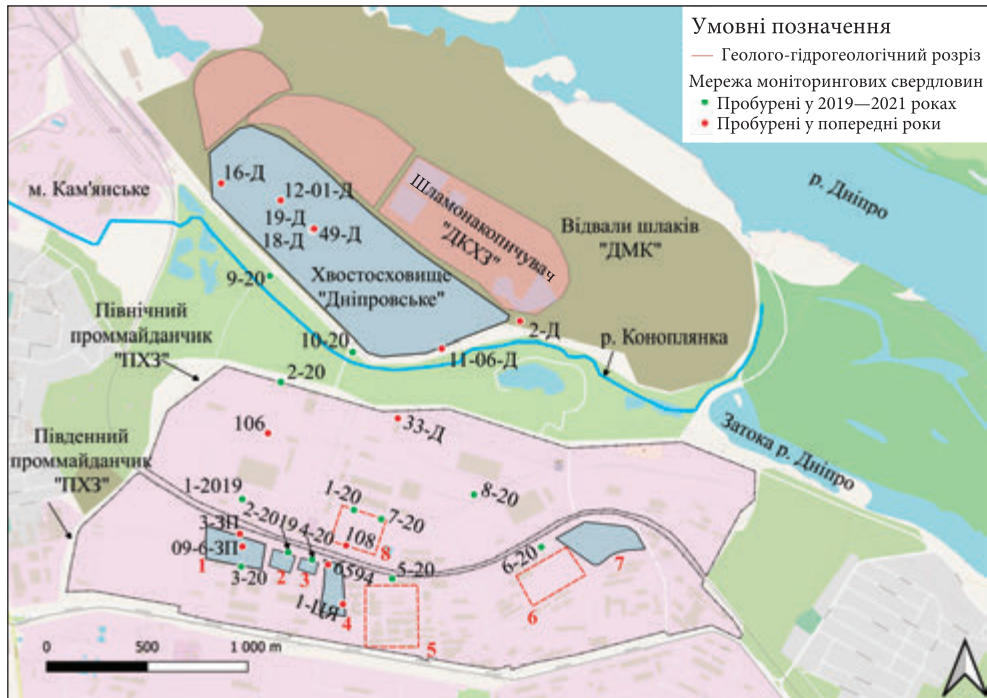 Умовні позначення
Геолого-гідрогеологічний розріз
Мережа моніторингових свердловин
Пробурені у 2019—2021 роках
Пробурені у попередні роки
м. Кам'янське
р. Дніпро
16-Д
12-01-Д
19-Д
18-Д
49-Д
Шламонакопичувач
"ДКХЗ"
Відвали шлаків
"ДМК"
Хвостосховище
"Дніпровське"
9-20
10-20
2-Д
11-06-Д
р. Коноплянка
Північний
проммайданчик
"ПХЗ"
2-20
33-Д
106
Затока р. Дніпро
Південний
проммайданчик
"ПХЗ"
1-2019
2-2019
4-20
1-20
7-20
8-20
108
8
3-ЗП
09-6-ЗП
1
3-20
2
3
6594
1-ЦЯ
4
5-20
5
6-20
6
7
0
500
1 000 m